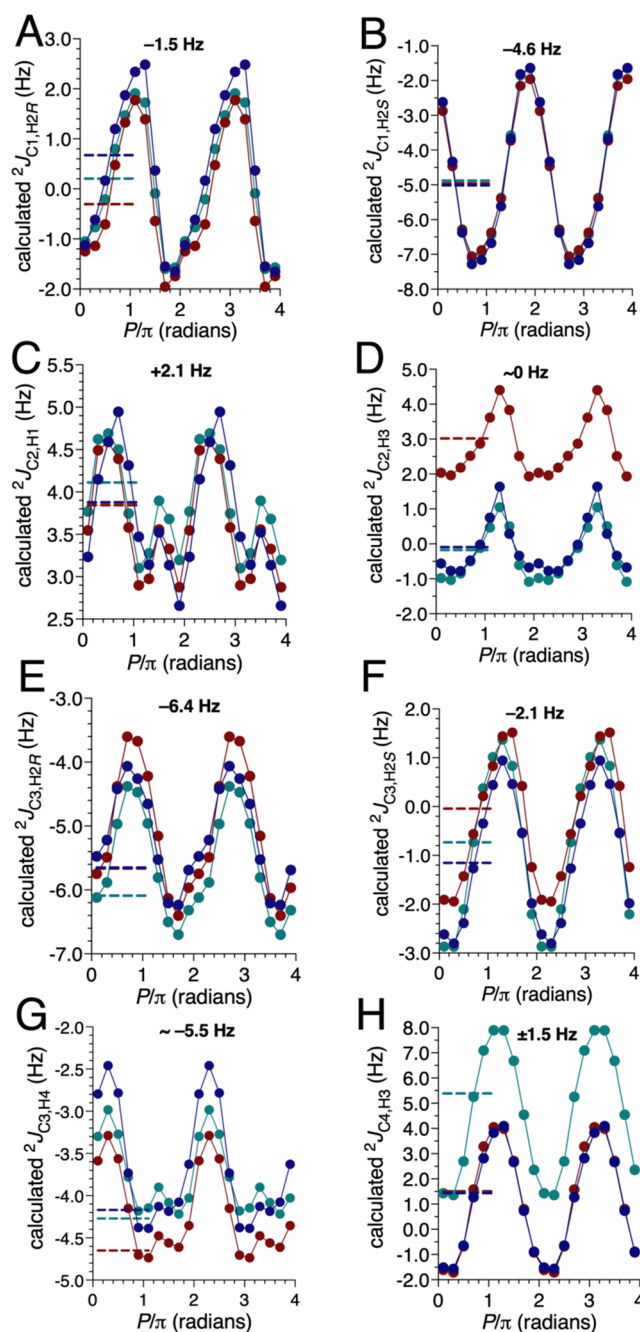 A
–1.5 Hz
calculated ²J_C1,H2R (Hz)
3.0
2.0
1.0
0.0
-1.0
-2.0
0 1 2 3 4
P/π (radians)
B
–4.6 Hz
calculated ²J_C1,H2S (Hz)
-1.0
-2.0
-3.0
-4.0
-5.0
-6.0
-7.0
-8.0
0 1 2 3 4
P/π (radians)
C
+2.1 Hz
calculated ²J_C2,H1 (Hz)
5.5
5.0
4.5
4.0
3.5
3.0
2.5
0 1 2 3 4
P/π (radians)
D
~0 Hz
calculated ²J_C2,H3 (Hz)
5.0
4.0
3.0
2.0
1.0
0.0
-1.0
-2.0
0 1 2 3 4
P/π (radians)
E
–6.4 Hz
calculated ²J_C3,H2R (Hz)
-3.0
-4.0
-5.0
-6.0
-7.0
0 1 2 3 4
P/π (radians)
F
–2.1 Hz
calculated ²J_C3,H2S (Hz)
2.0
1.0
0.0
-1.0
-2.0
-3.0
0 1 2 3 4
P/π (radians)
G
~ –5.5 Hz
calculated ²J_C3,H4 (Hz)
-2.0
-2.5
-3.0
-3.5
-4.0
-4.5
-5.0
0 1 2 3 4
P/π (radians)
H
±1.5 Hz
calculated ²J_C4,H3 (Hz)
8.0
7.0
6.0
5.0
4.0
3.0
2.0
1.0
0.0
-1.0
-2.0
0 1 2 3 4
P/π (radians)